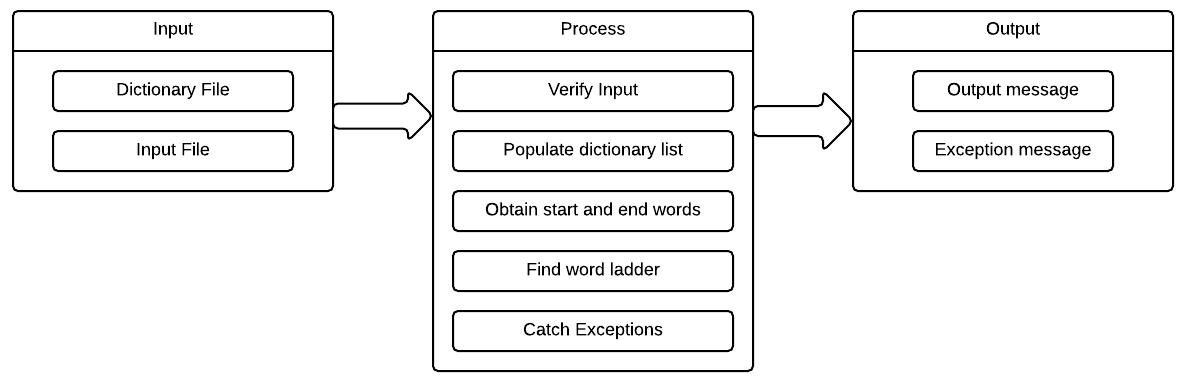 Input
Dictionary File
Input File
Process
Verify Input
Populate dictionary list
Obtain start and end words
Find word ladder
Catch Exceptions
Output
Output message
Exception message